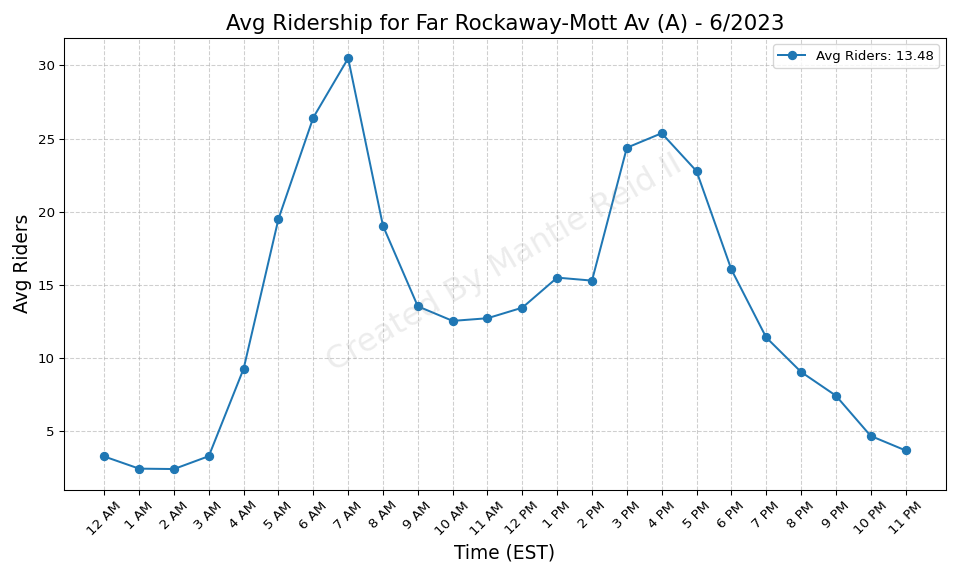 Avg Ridership for Far Rockaway-Mott Av (A) - 6/2023
Avg Riders: 13.48
30
25
20
15
10
5
Avg Riders
Created By Mantie Reid II
12 AM
1 AM
2 AM
3 AM
4 AM
5 AM
6 AM
7 AM
8 AM
9 AM
10 AM
11 AM
12 PM
1 PM
2 PM
3 PM
4 PM
5 PM
6 PM
7 PM
8 PM
9 PM
10 PM
11 PM
Time (EST)